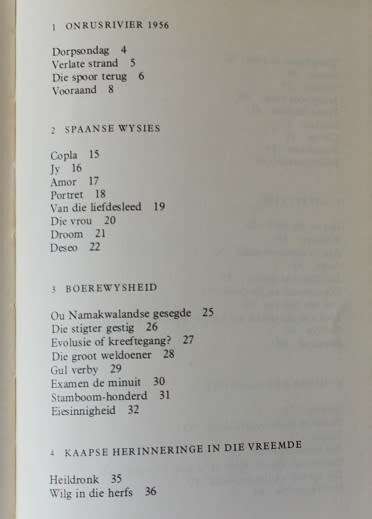 1 ONRUSRIVIER 1956
Dorpsondag 4
Verlate strand 5
Die spoor terug 6
Vooraand 8
2 SPAANSE WYSIES
Copla 15
Jy 16
Amor 17
Portret 18
Van die liefdesleed 19
Die vrou 20
Droom 21
Deseo 22
3 BOEREWYSHEID
Ou Namakwalandse gesegde 25
Die stigter gestig 26
Evolusie of kreeftegang? 27
Die groot weldoener 28
Gul verby 29
Examen de minuit 30
Stamboom-honderd 31
Eiesinnigheid 32
4 KAAPSE HERINNERINGE IN DIE VREEMDE
Heildronk 35
Wilg in die herfs 36